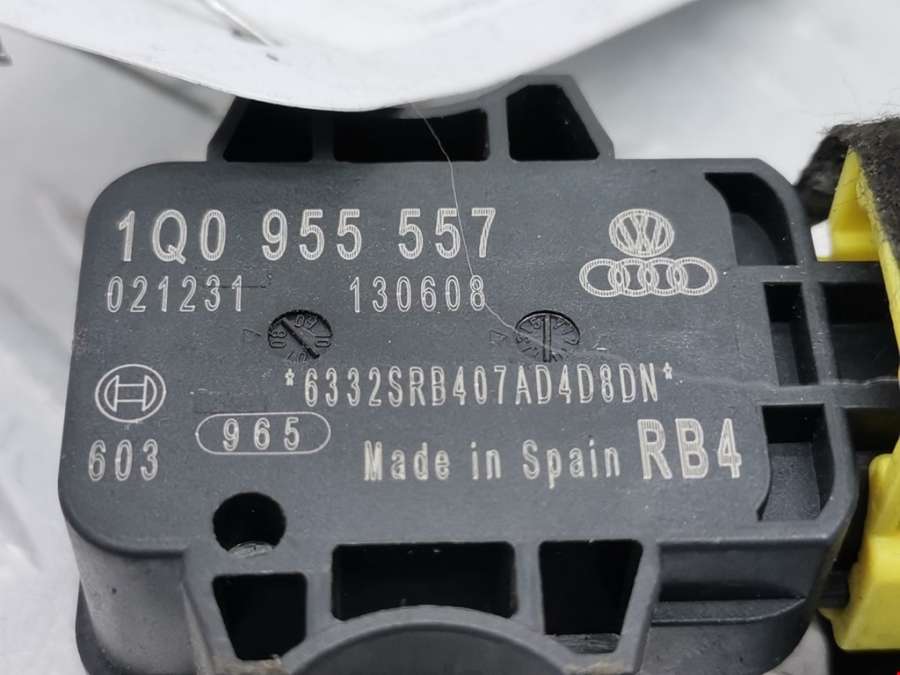 1Q0 955 557
021231 130608
*6332SRB407AD4D8DN*
603 965 Made in Spain RB4